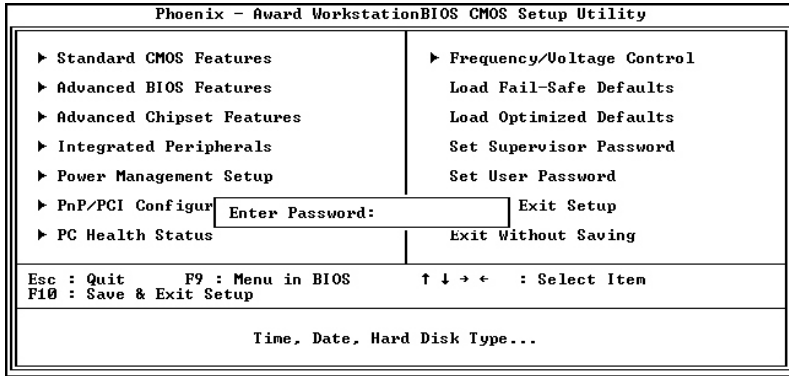 Phoenix - Award WorkstationBIOS CMOS Setup Utility
▶ Standard CMOS Features
▶ Advanced BIOS Features
▶ Advanced Chipset Features
▶ Integrated Peripherals
▶ Power Management Setup
▶ PnP/PCI Configur
▶ PC Health Status
▶ Frequency/Voltage Control
Load Fail-Safe Defaults
Load Optimized Defaults
Set Supervisor Password
Set User Password
Exit Setup
Exit Without Saving
Enter Password:
Esc : Quit F9 : Menu in BIOS ↑ ↓ → ← : Select Item
F10 : Save & Exit Setup
Time, Date, Hard Disk Type...